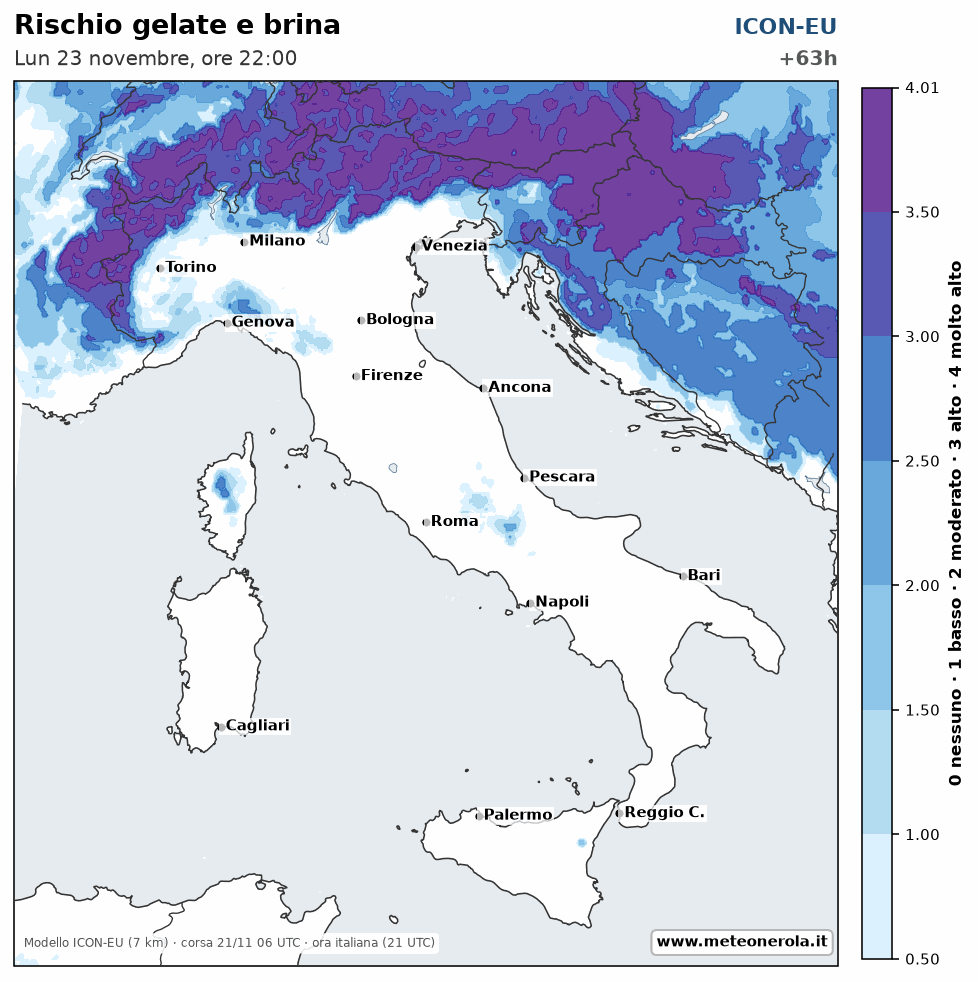 Rischio gelate e brina
ICON-EU
Lun 23 novembre, ore 22:00
+63h
4.01
3.50
3.00
2.50
2.00
1.50
1.00
0.50
0 nessuno · 1 basso · 2 moderato · 3 alto · 4 molto alto
Milano
Venezia
Torino
Genova
Bologna
Firenze
Ancona
Pescara
Roma
Bari
Napoli
Cagliari
Palermo
Reggio C.
Modello ICON-EU (7 km) · corsa 21/11 06 UTC · ora italiana (21 UTC)
www.meteonerola.it